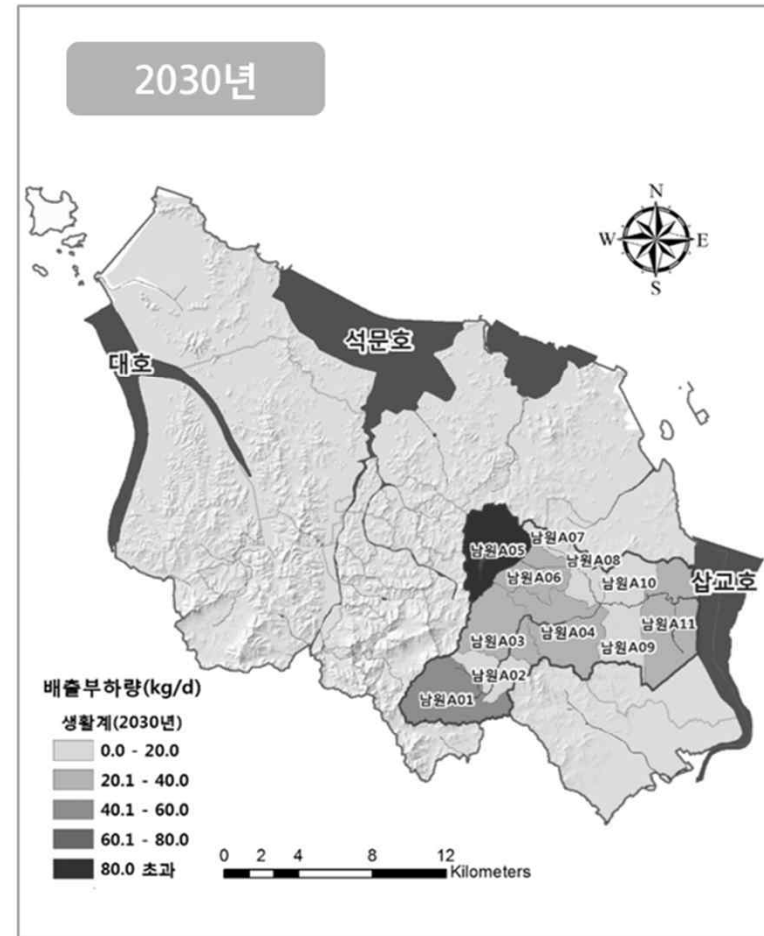 2030년
N
W E
S
석문호
대호
남원A05
남원A07
남원A08
남원A06
남원A10
삽교호
남원A03
남원A04
남원A11
남원A09
남원A02
남원A01
배출부하량(kg/d)
생활계(2030년)
0.0 - 20.0
20.1 - 40.0
40.1 - 60.0
60.1 - 80.0
80.0 초과
0 2 4 8 12
Kilometers